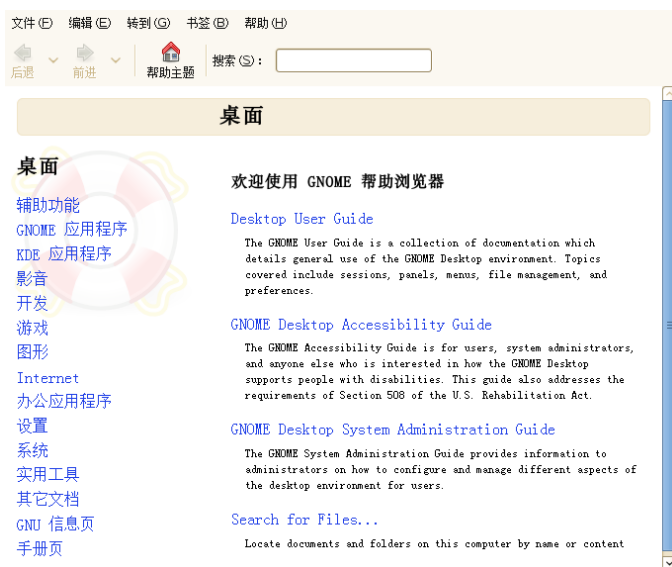 文件(F) 编辑(E) 转到(G) 书签(B) 帮助(H)
后退 前进 帮助主题 搜索(S)：
桌面
桌面
辅助功能
GNOME 应用程序
KDE 应用程序
影音
开发
游戏
图形
Internet
办公应用程序
设置
系统
实用工具
其它文档
GNU 信息页
手册页
欢迎使用 GNOME 帮助浏览器
Desktop User Guide
The GNOME User Guide is a collection of documentation which
details general use of the GNOME Desktop environment. Topics
covered include sessions, panels, menus, file management, and
preferences.
GNOME Desktop Accessibility Guide
The GNOME Accessibility Guide is for users, system administrators,
and anyone else who is interested in how the GNOME Desktop
supports people with disabilities. This guide also addresses the
requirements of Section 508 of the U.S. Rehabilitation Act.
GNOME Desktop System Administration Guide
The GNOME System Administration Guide provides information to
administrators on how to configure and manage different aspects of
the desktop environment for users.
Search for Files...
Locate documents and folders on this computer by name or content